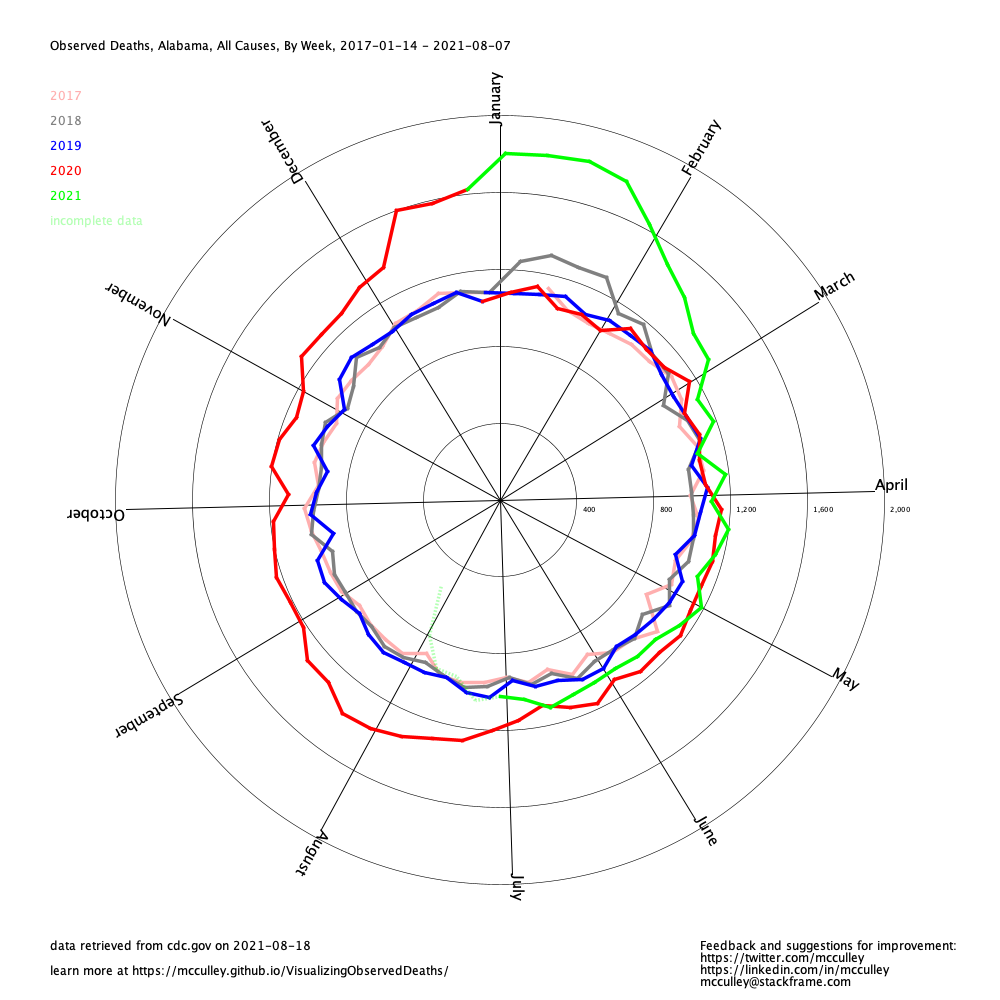 Observed Deaths, Alabama, All Causes, By Week, 2017-01-14 - 2021-08-07
2017
2018
2019
2020
2021
incomplete data
January
February
March
April
May
June
July
August
September
October
November
December
400
800
1,200
1,600
2,000
data retrieved from cdc.gov on 2021-08-18
learn more at https://mcculley.github.io/VisualizingObservedDeaths/
Feedback and suggestions for improvement:
https://twitter.com/mcculley
https://linkedin.com/in/mcculley
mcculley@stackframe.com